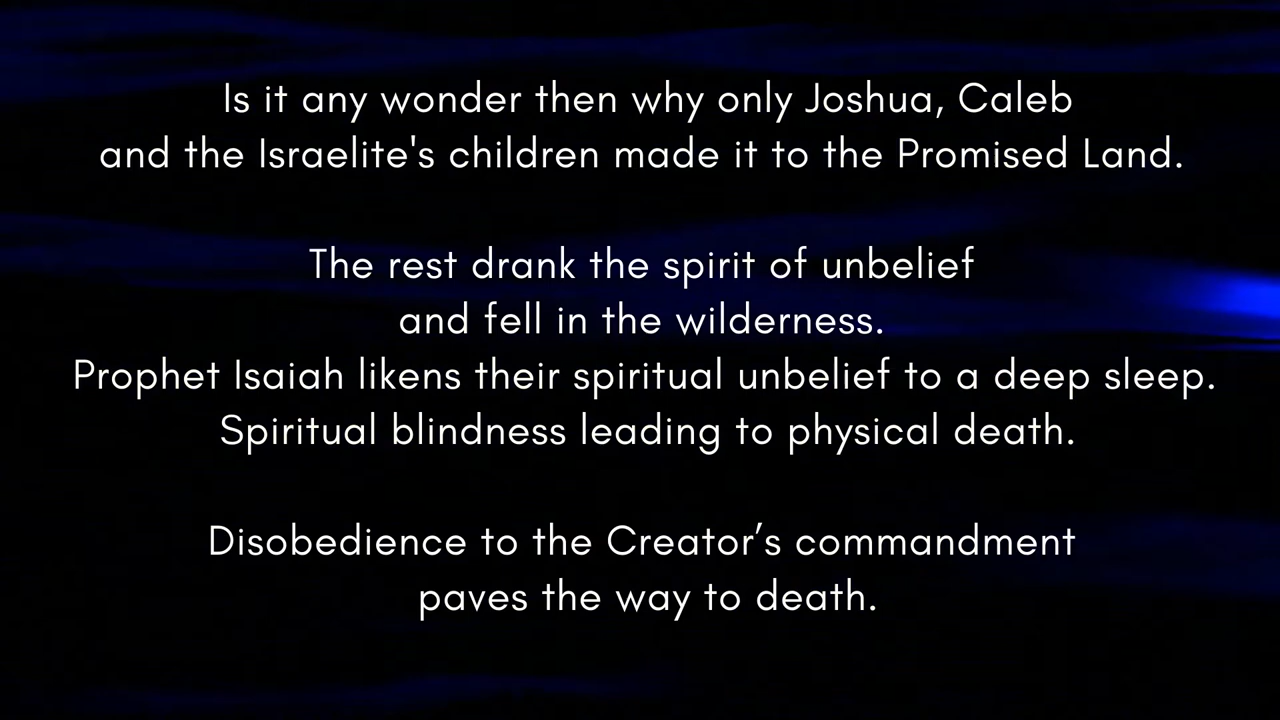 Is it any wonder then why only Joshua, Caleb
and the Israelite's children made it to the Promised Land.
The rest drank the spirit of unbelief
and fell in the wilderness.
Prophet Isaiah likens their spiritual unbelief to a deep sleep.
Spiritual blindness leading to physical death.
Disobedience to the Creator’s commandment
paves the way to death.